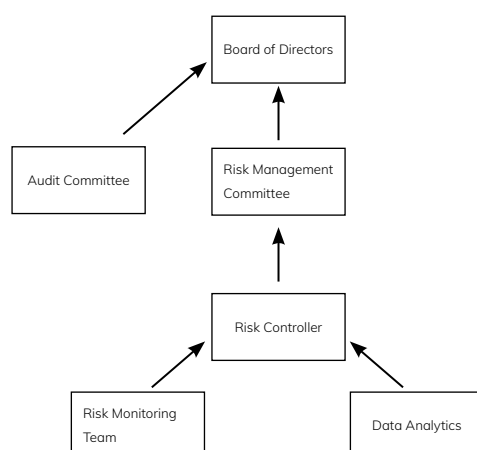 Board of Directors
Audit Committee
Risk Management
Committee
Risk Controller
Risk Monitoring
Team
Data Analytics